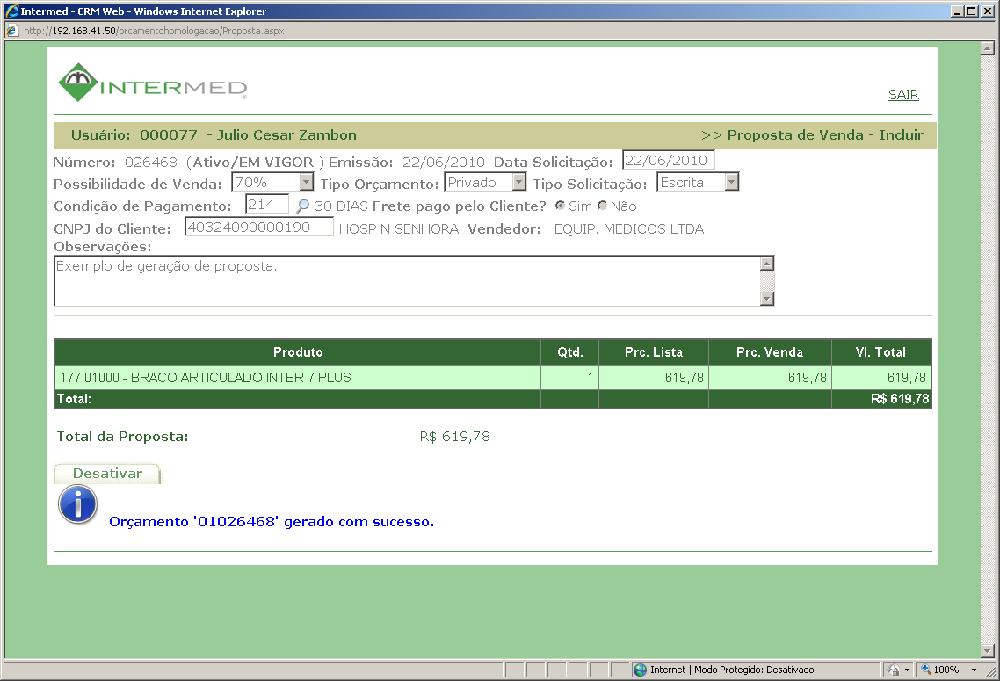 Intermed - CRM Web - Windows Internet Explorer
http://192.168.41.50/orcamentohomologacao/Proposta.aspx
INTERMED®
SAIR
Usuário: 000077 - Julio Cesar Zambon >> Proposta de Venda - Incluir
Número: 026468 (Ativo/EM VIGOR ) Emissão: 22/06/2010 Data Solicitação: 22/06/2010
Possibilidade de Venda: 70% Tipo Orçamento: Privado Tipo Solicitação: Escrita
Condição de Pagamento: 214 30 DIAS Frete pago pelo Cliente? Sim Não
CNPJ do Cliente: 40324090000190 HOSP N SENHORA Vendedor: EQUIP. MEDICOS LTDA
Observações:
Exemplo de geração de proposta.
Produto Qtd. Prc. Lista Prc. Venda Vl. Total
177.01000 - BRACO ARTICULADO INTER 7 PLUS 1 619,78 619,78 619,78
Total: R$ 619,78
Total da Proposta: R$ 619,78
Desativar
Orçamento '01026468' gerado com sucesso.
Internet | Modo Protegido: Desativado 100%